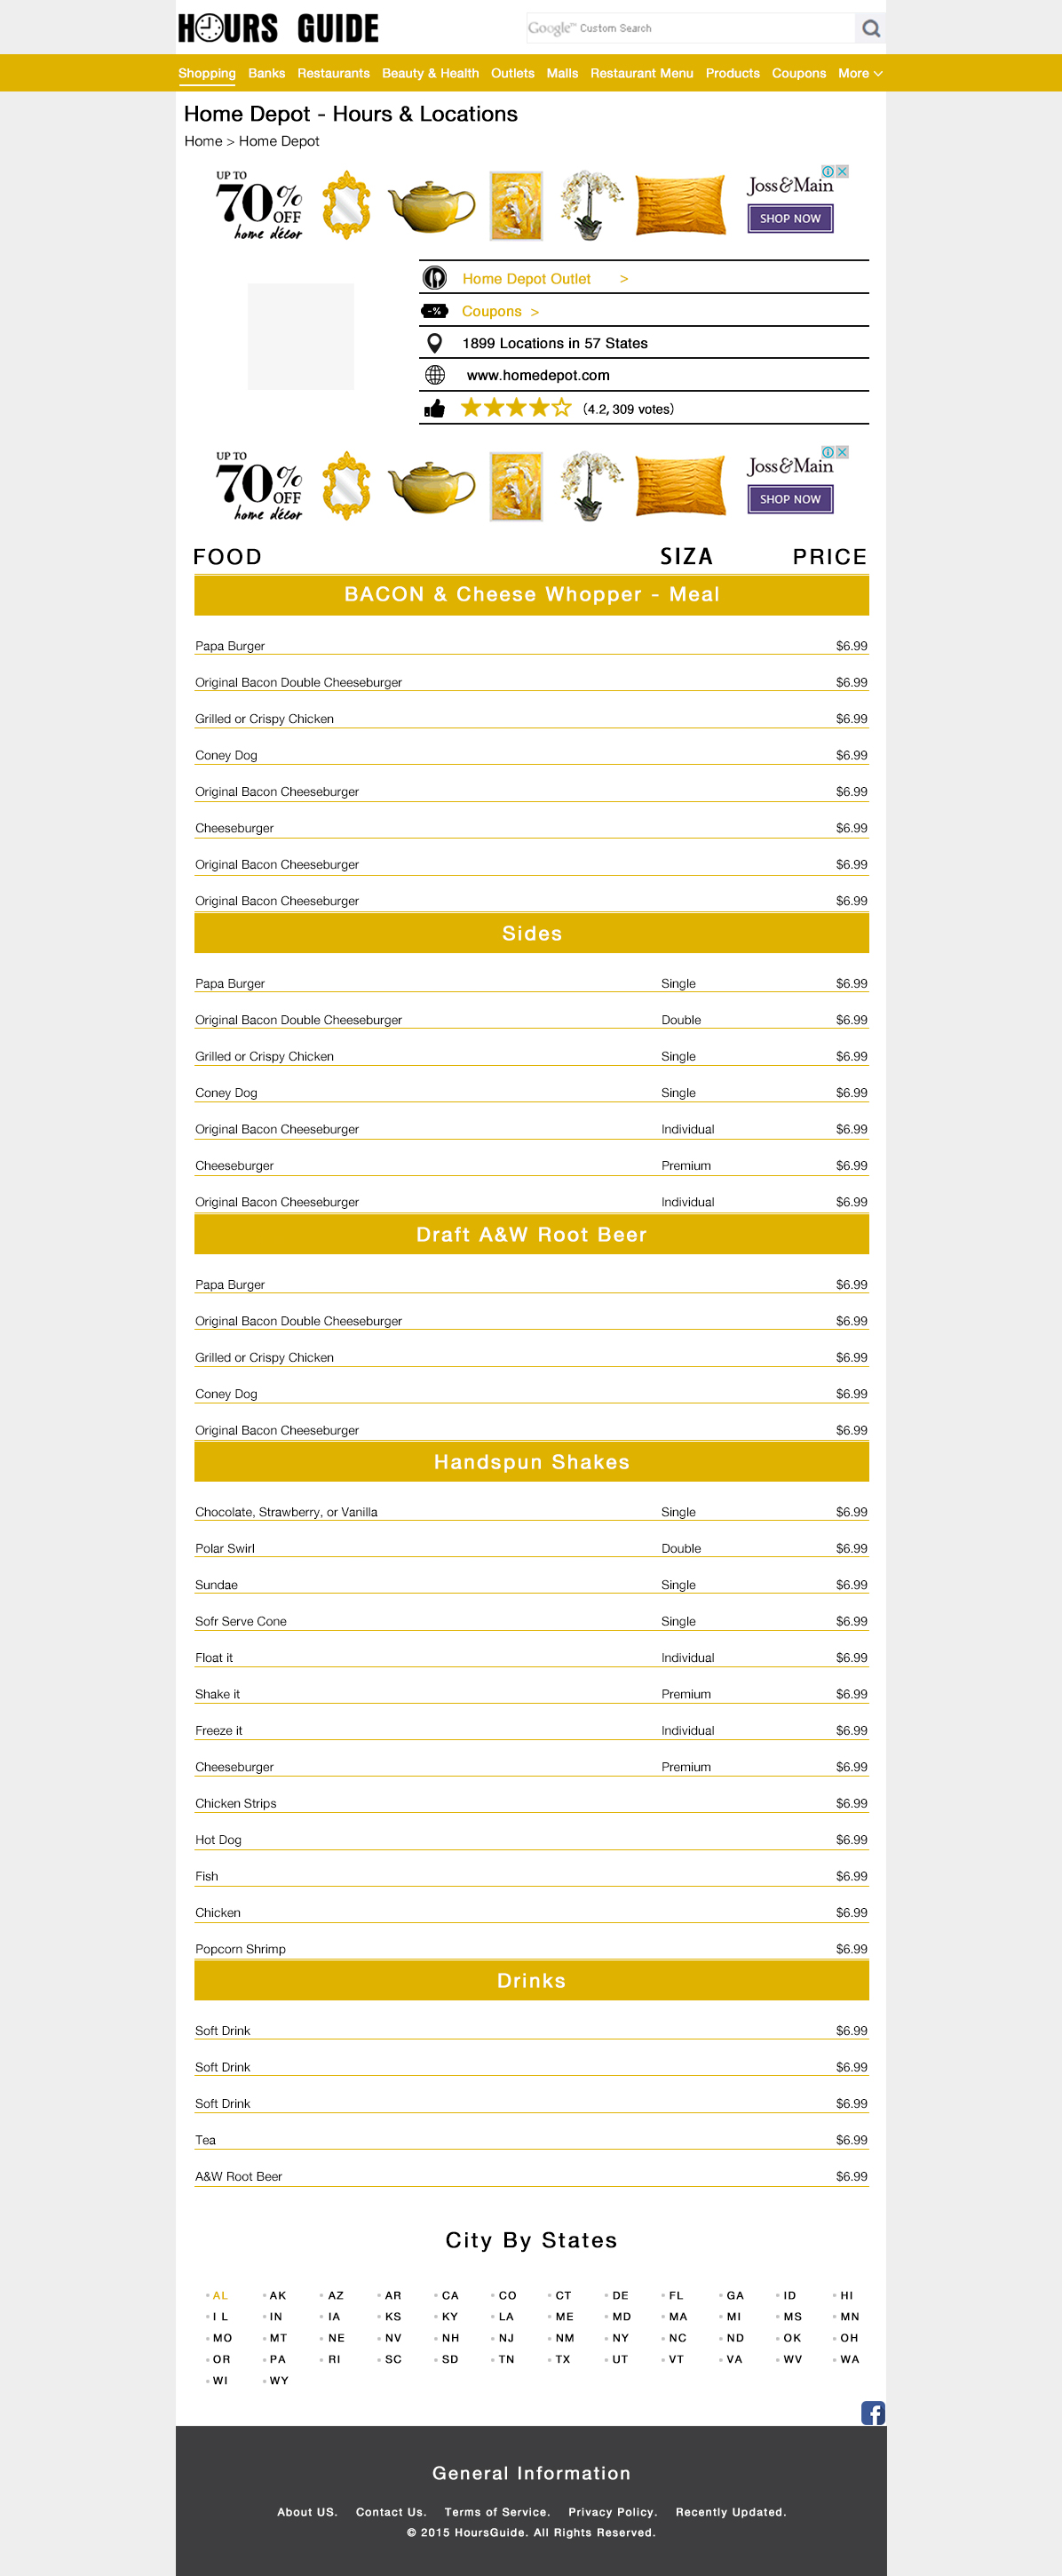 HOURS GUIDE
Google™ Custom Search
Shopping Banks Restaurants Beauty & Health Outlets Malls Restaurant Menu Products Coupons More
Home Depot - Hours & Locations
Home > Home Depot
UP TO 70% OFF home décor Joss&Main SHOP NOW
Home Depot Outlet >
-% Coupons >
1899 Locations in 57 States
www.homedepot.com
(4.2, 309 votes)
UP TO 70% OFF home décor Joss&Main SHOP NOW
FOOD SIZA PRICE
BACON & Cheese Whopper - Meal
Papa Burger $6.99
Original Bacon Double Cheeseburger $6.99
Grilled or Crispy Chicken $6.99
Coney Dog $6.99
Original Bacon Cheeseburger $6.99
Cheeseburger $6.99
Original Bacon Cheeseburger $6.99
Original Bacon Cheeseburger $6.99
Sides
Papa Burger Single $6.99
Original Bacon Double Cheeseburger Double $6.99
Grilled or Crispy Chicken Single $6.99
Coney Dog Single $6.99
Original Bacon Cheeseburger Individual $6.99
Cheeseburger Premium $6.99
Original Bacon Cheeseburger Individual $6.99
Draft A&W Root Beer
Papa Burger $6.99
Original Bacon Double Cheeseburger $6.99
Grilled or Crispy Chicken $6.99
Coney Dog $6.99
Original Bacon Cheeseburger $6.99
Handspun Shakes
Chocolate, Strawberry, or Vanilla Single $6.99
Polar Swirl Double $6.99
Sundae Single $6.99
Sofr Serve Cone Single $6.99
Float it Individual $6.99
Shake it Premium $6.99
Freeze it Individual $6.99
Cheeseburger Premium $6.99
Chicken Strips $6.99
Hot Dog $6.99
Fish $6.99
Chicken $6.99
Popcorn Shrimp $6.99
Drinks
Soft Drink $6.99
Soft Drink $6.99
Soft Drink $6.99
Tea $6.99
A&W Root Beer $6.99
City By States
AL AK AZ AR CA CO CT DE FL GA ID HI
I L IN IA KS KY LA ME MD MA MI MS MN
MO MT NE NV NH NJ NM NY NC ND OK OH
OR PA RI SC SD TN TX UT VT VA WV WA
WI WY
General Information
About US. Contact Us. Terms of Service. Privacy Policy. Recently Updated.
© 2015 HoursGuide. All Rights Reserved.